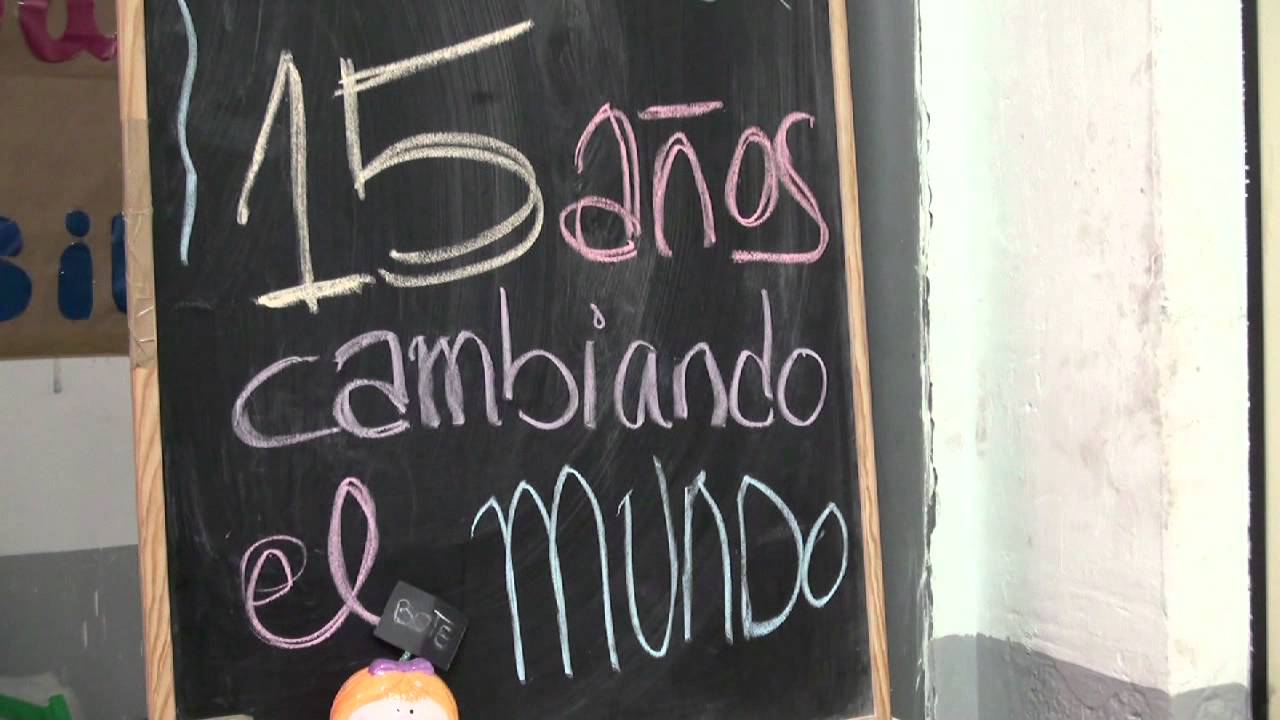 15 años
cambiando
el mundo
BOTE